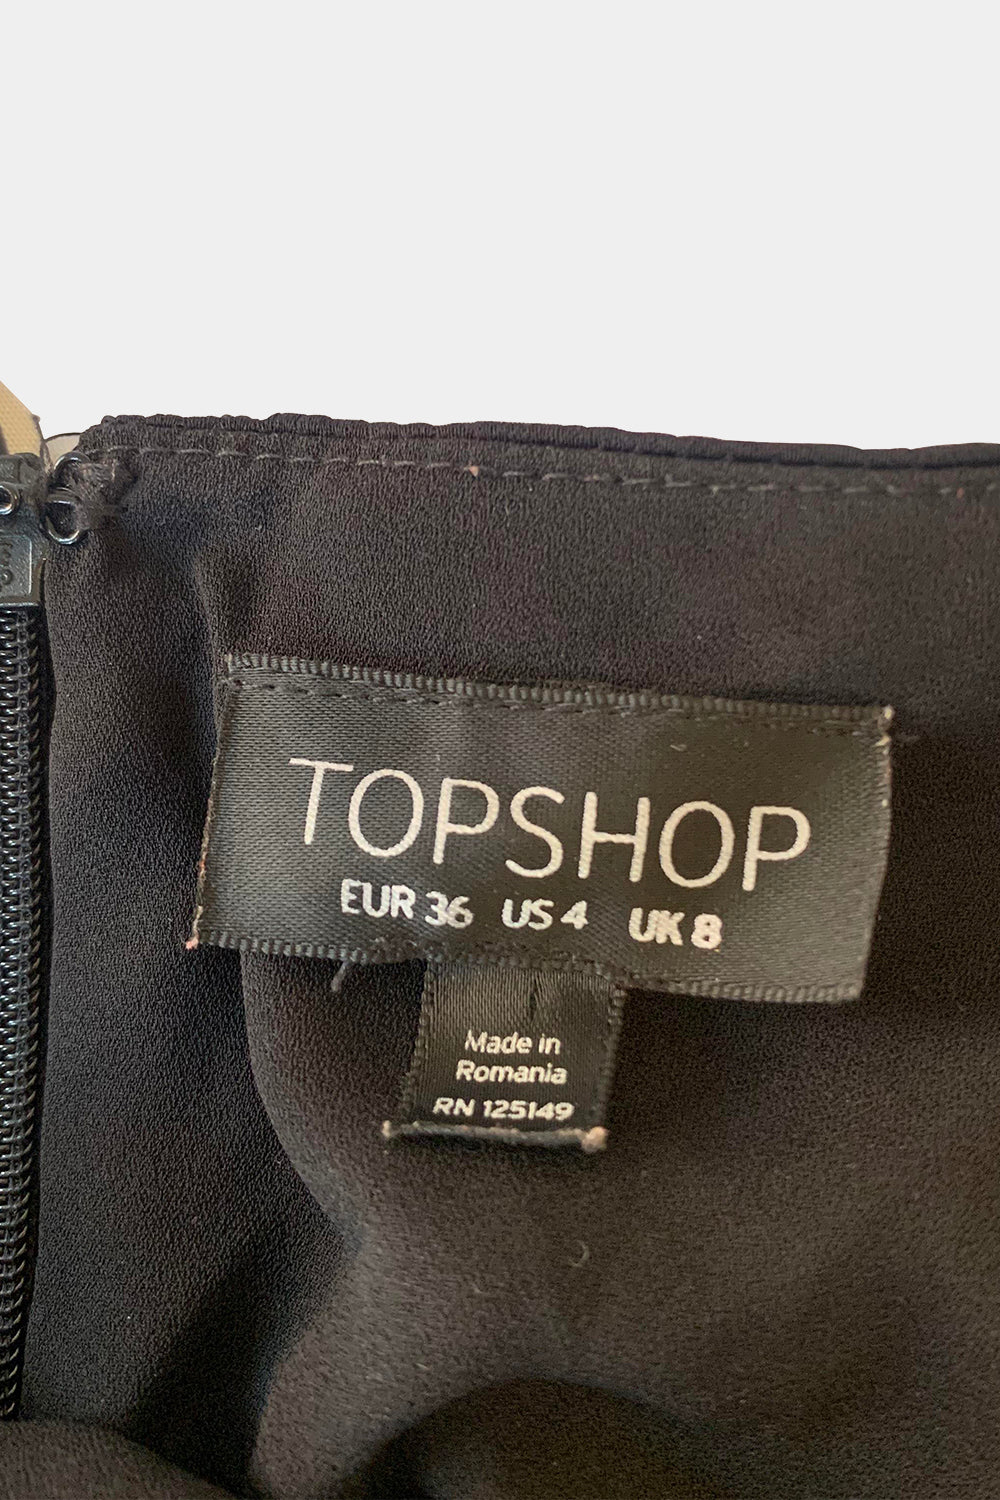 TOPSHOP
EUR 36 US 4 UK 8
Made in
Romania
RN 125149